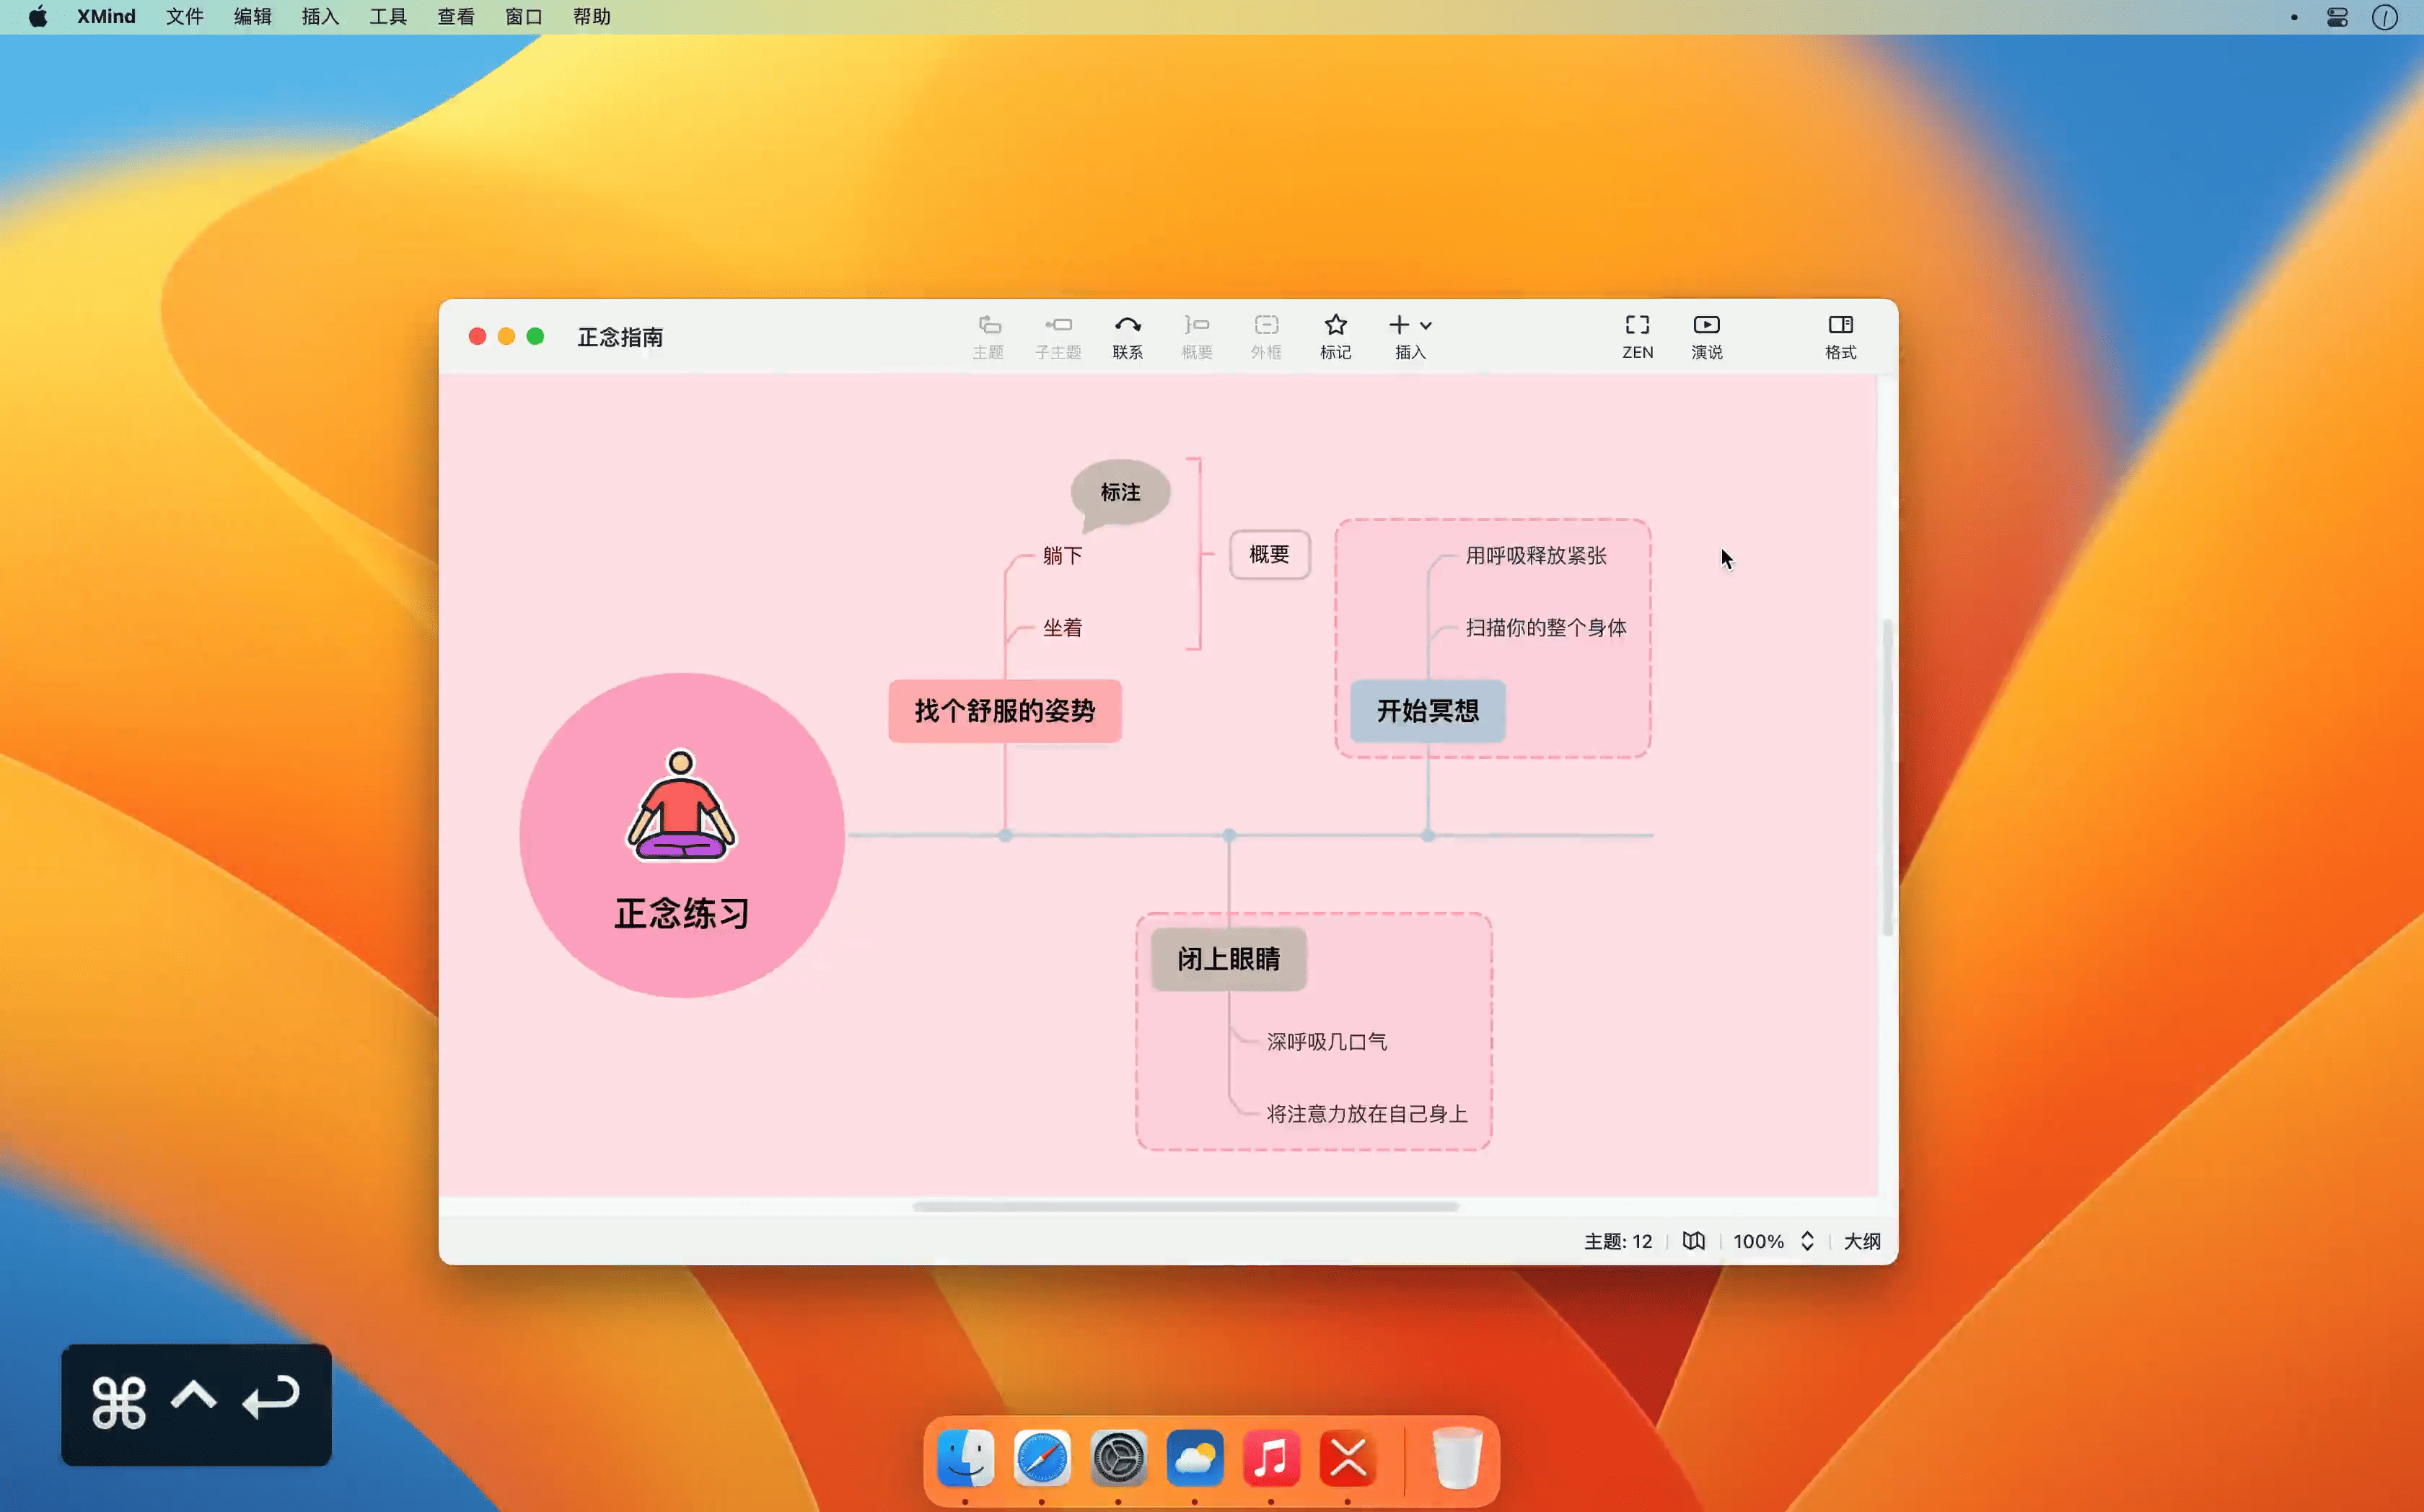 XMind 文件 编辑 插入 工具 查看 窗口 帮助
正念指南
主题 子主题 联系 概要 外框 标记 插入 ZEN 演说 格式
标注
躺下
概要
用呼吸释放紧张
坐着
扫描你的整个身体
找个舒服的姿势
开始冥想
正念练习
闭上眼睛
深呼吸几口气
将注意力放在自己身上
主题: 12 100% 大纲
⌘ ^ ↩